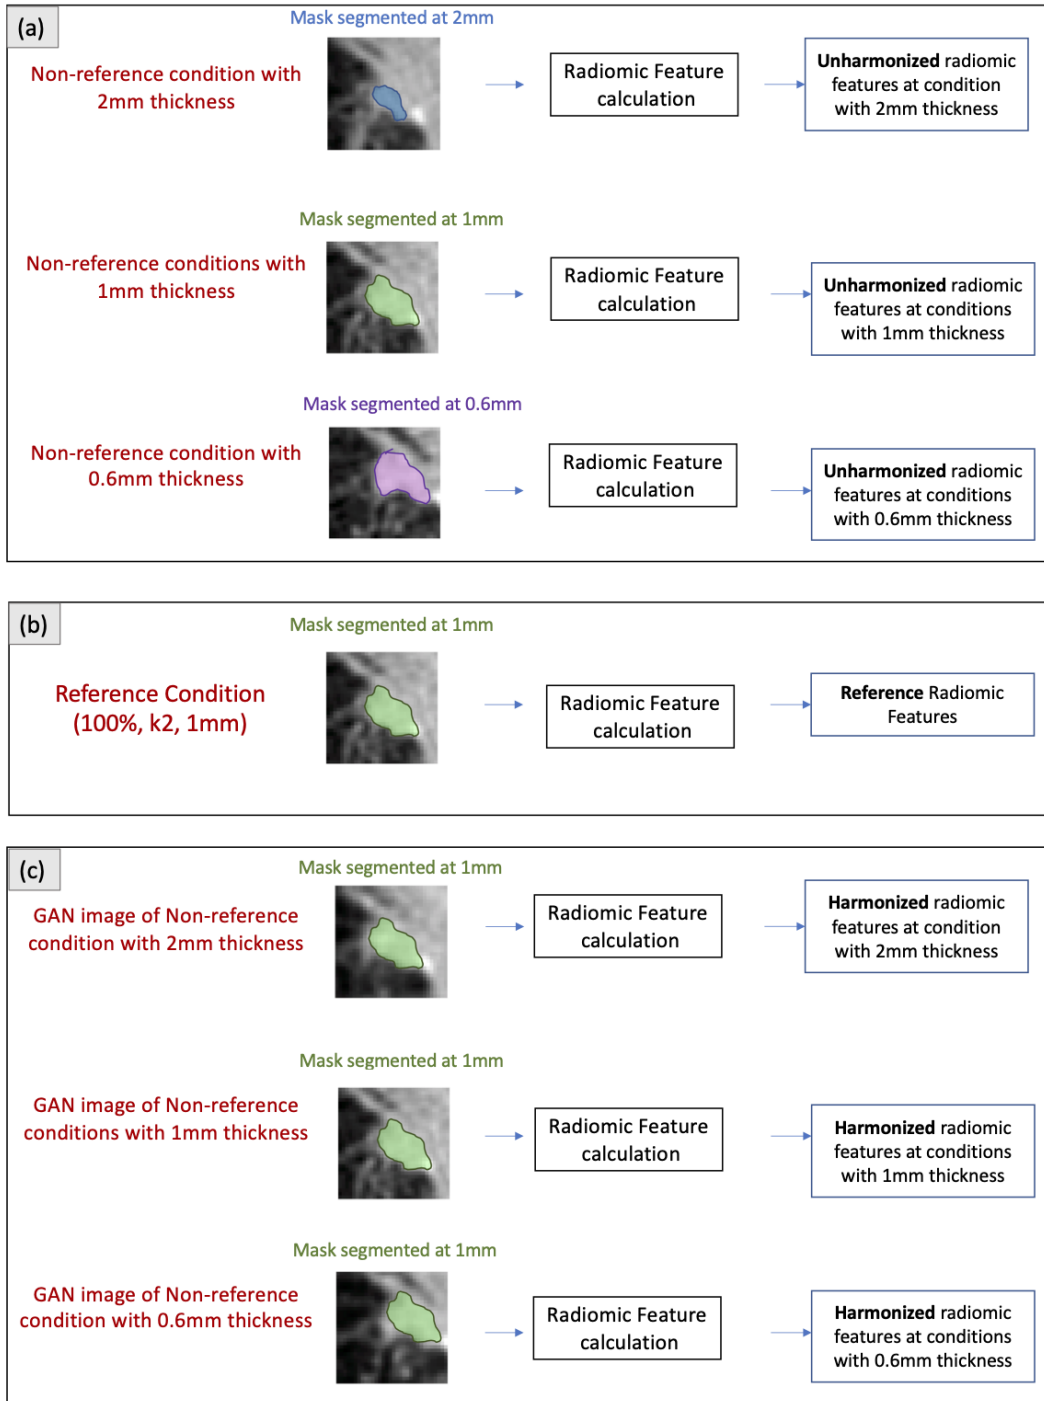 (a)
Mask segmented at 2mm
Non-reference condition with
2mm thickness
Radiomic Feature
calculation
Unharmonized radiomic
features at condition
with 2mm thickness
Mask segmented at 1mm
Non-reference conditions with
1mm thickness
Radiomic Feature
calculation
Unharmonized radiomic
features at conditions
with 1mm thickness
Mask segmented at 0.6mm
Non-reference condition with
0.6mm thickness
Radiomic Feature
calculation
Unharmonized radiomic
features at conditions
with 0.6mm thickness
(b)
Mask segmented at 1mm
Reference Condition
(100%, k2, 1mm)
Radiomic Feature
calculation
Reference Radiomic
Features
(c)
Mask segmented at 1mm
GAN image of Non-reference
condition with 2mm thickness
Radiomic Feature
calculation
Harmonized radiomic
features at condition
with 2mm thickness
Mask segmented at 1mm
GAN image of Non-reference
conditions with 1mm thickness
Radiomic Feature
calculation
Harmonized radiomic
features at conditions
with 1mm thickness
Mask segmented at 1mm
GAN image of Non-reference
condition with 0.6mm thickness
Radiomic Feature
calculation
Harmonized radiomic
features at conditions
with 0.6mm thickness